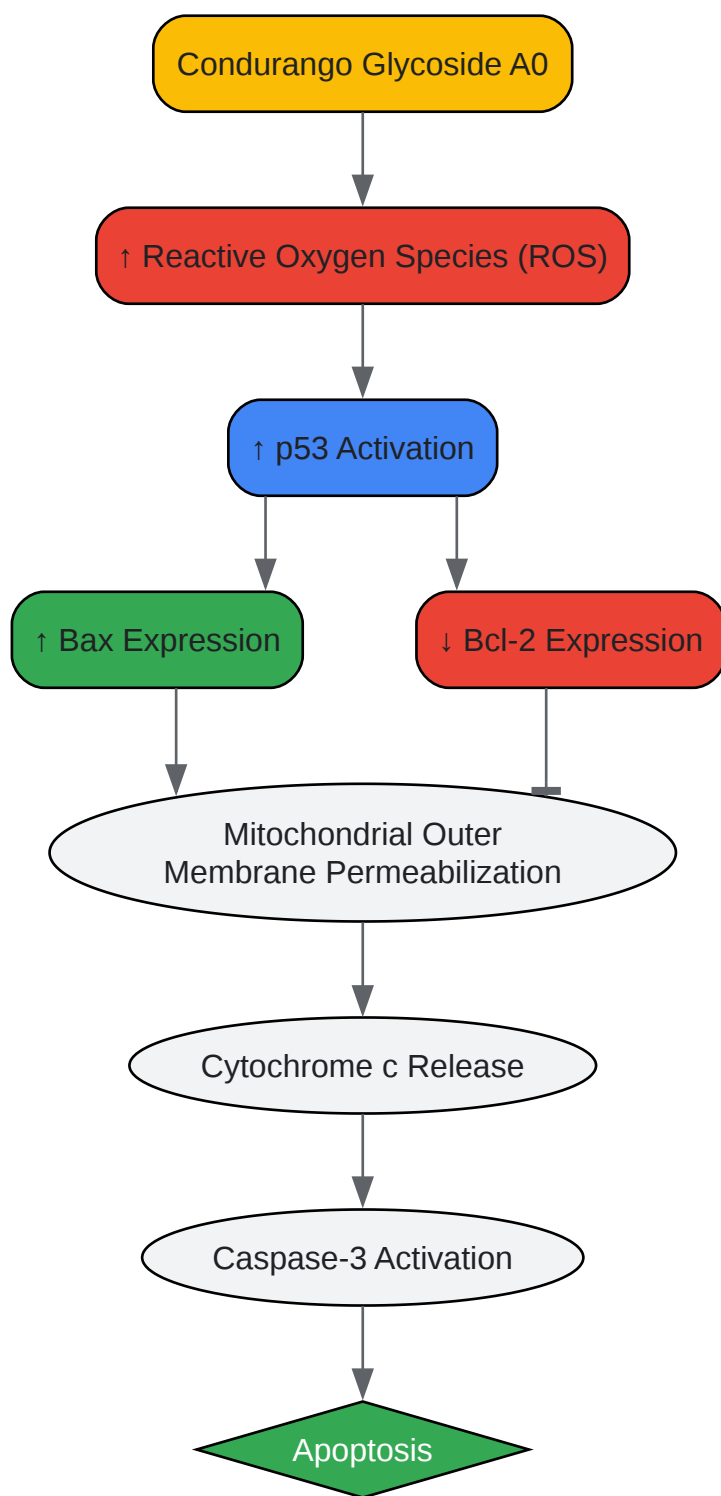 Condurango Glycoside A0
↑ Reactive Oxygen Species (ROS)
↑ p53 Activation
↑ Bax Expression
↓ Bcl-2 Expression
Mitochondrial Outer
Membrane Permeabilization
Cytochrome c Release
Caspase-3 Activation
Apoptosis